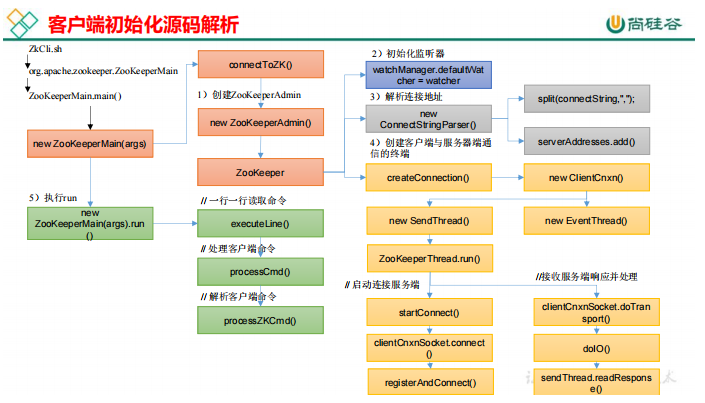 客户端初始化源码解析
尚硅谷
ZkCli.sh
org.apache.zookeeper.ZooKeeperMain
ZooKeeperMain.main()
new ZooKeeperMain(args)
5）执行run
new
ZooKeeperMain(args).run
()
connectToZK()
1）创建ZooKeeperAdmin
new ZooKeeperAdmin()
ZooKeeper
// 一行一行读取命令
executeLine()
// 处理客户端命令
processCmd()
// 解析客户端命令
processZKCmd()
2）初始化监听器
watchManager.defaultWat
cher = watcher
3）解析连接地址
new
ConnectStringParser()
split(connectString,",");
serverAddresses.add()
4）创建客户端与服务器端通
信的终端
createConnection()
new ClientCnxn()
new SendThread()
new EventThread()
ZooKeeperThread.run()
// 启动连接服务端
startConnect()
clientCnxnSocket.connect
()
registerAndConnect()
//接收服务端响应并处理
clientCnxnSocket.doTran
sport()
doIO()
sendThread.readRespons
e()